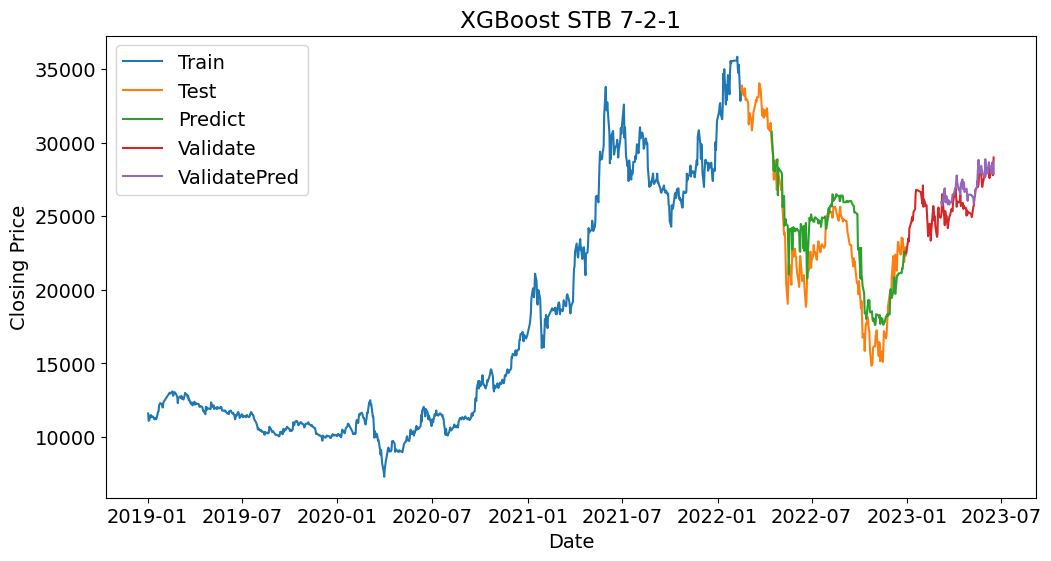 XGBoost STB 7-2-1
Train
Test
Predict
Validate
ValidatePred
35000
30000
25000
20000
15000
10000
Closing Price
2019-01 2019-07 2020-01 2020-07 2021-01 2021-07 2022-01 2022-07 2023-01 2023-07
Date